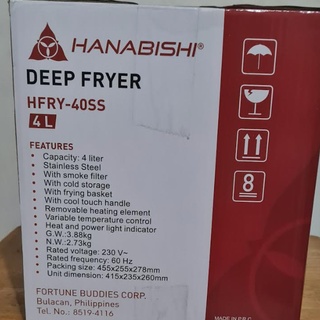 HANABISHI®
DEEP FRYER
HFRY-40SS
4L
FEATURES
• Capacity: 4 liter
• Stainless Steel
• With smoke filter
• With cold storage
• With frying basket
• With cool touch handle
• Removable heating element
• Variable temperature control
• Heat and power light indicator
• G.W.:3.88kg
• N.W.:2.73kg
• Rated voltage: 230 V~
• Rated frequency: 60 Hz
• Packing size: 455x255x278mm
• Unit dimension: 415x235x260mm
FORTUNE BUDDIES CORP.
Bulacan, Philippines
Tel. No.: 8519-4116
8
MADE IN P.R.C.